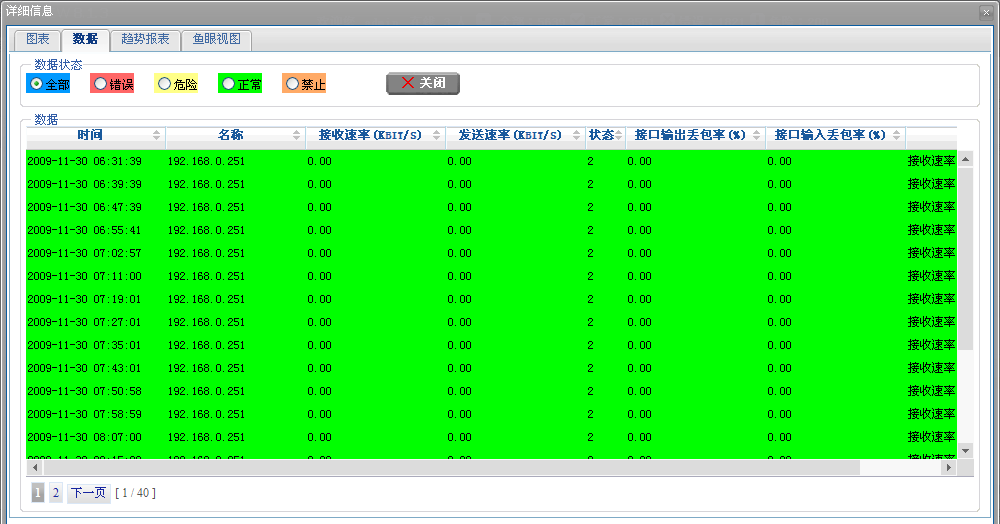 详细信息
图表 数据 趋势报表 鱼眼视图
数据状态
全部 错误 危险 正常 禁止 关闭
数据
时间 名称 接收速率(KBIT/S) 发送速率(KBIT/S) 状态 接口输出丢包率(%) 接口输入丢包率(%)
2009-11-30 06:31:39 192.168.0.251 0.00 0.00 2 0.00 0.00 接收速率
2009-11-30 06:39:39 192.168.0.251 0.00 0.00 2 0.00 0.00 接收速率
2009-11-30 06:47:39 192.168.0.251 0.00 0.00 2 0.00 0.00 接收速率
2009-11-30 06:55:41 192.168.0.251 0.00 0.00 2 0.00 0.00 接收速率
2009-11-30 07:02:57 192.168.0.251 0.00 0.00 2 0.00 0.00 接收速率
2009-11-30 07:11:00 192.168.0.251 0.00 0.00 2 0.00 0.00 接收速率
2009-11-30 07:19:01 192.168.0.251 0.00 0.00 2 0.00 0.00 接收速率
2009-11-30 07:27:01 192.168.0.251 0.00 0.00 2 0.00 0.00 接收速率
2009-11-30 07:35:01 192.168.0.251 0.00 0.00 2 0.00 0.00 接收速率
2009-11-30 07:43:01 192.168.0.251 0.00 0.00 2 0.00 0.00 接收速率
2009-11-30 07:50:58 192.168.0.251 0.00 0.00 2 0.00 0.00 接收速率
2009-11-30 07:58:59 192.168.0.251 0.00 0.00 2 0.00 0.00 接收速率
2009-11-30 08:07:00 192.168.0.251 0.00 0.00 2 0.00 0.00 接收速率
1 2 下一页 [ 1 / 40 ]